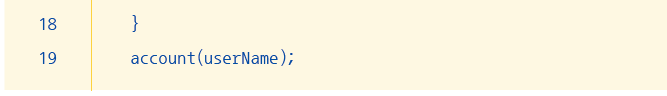 18 }
19 account(userName);